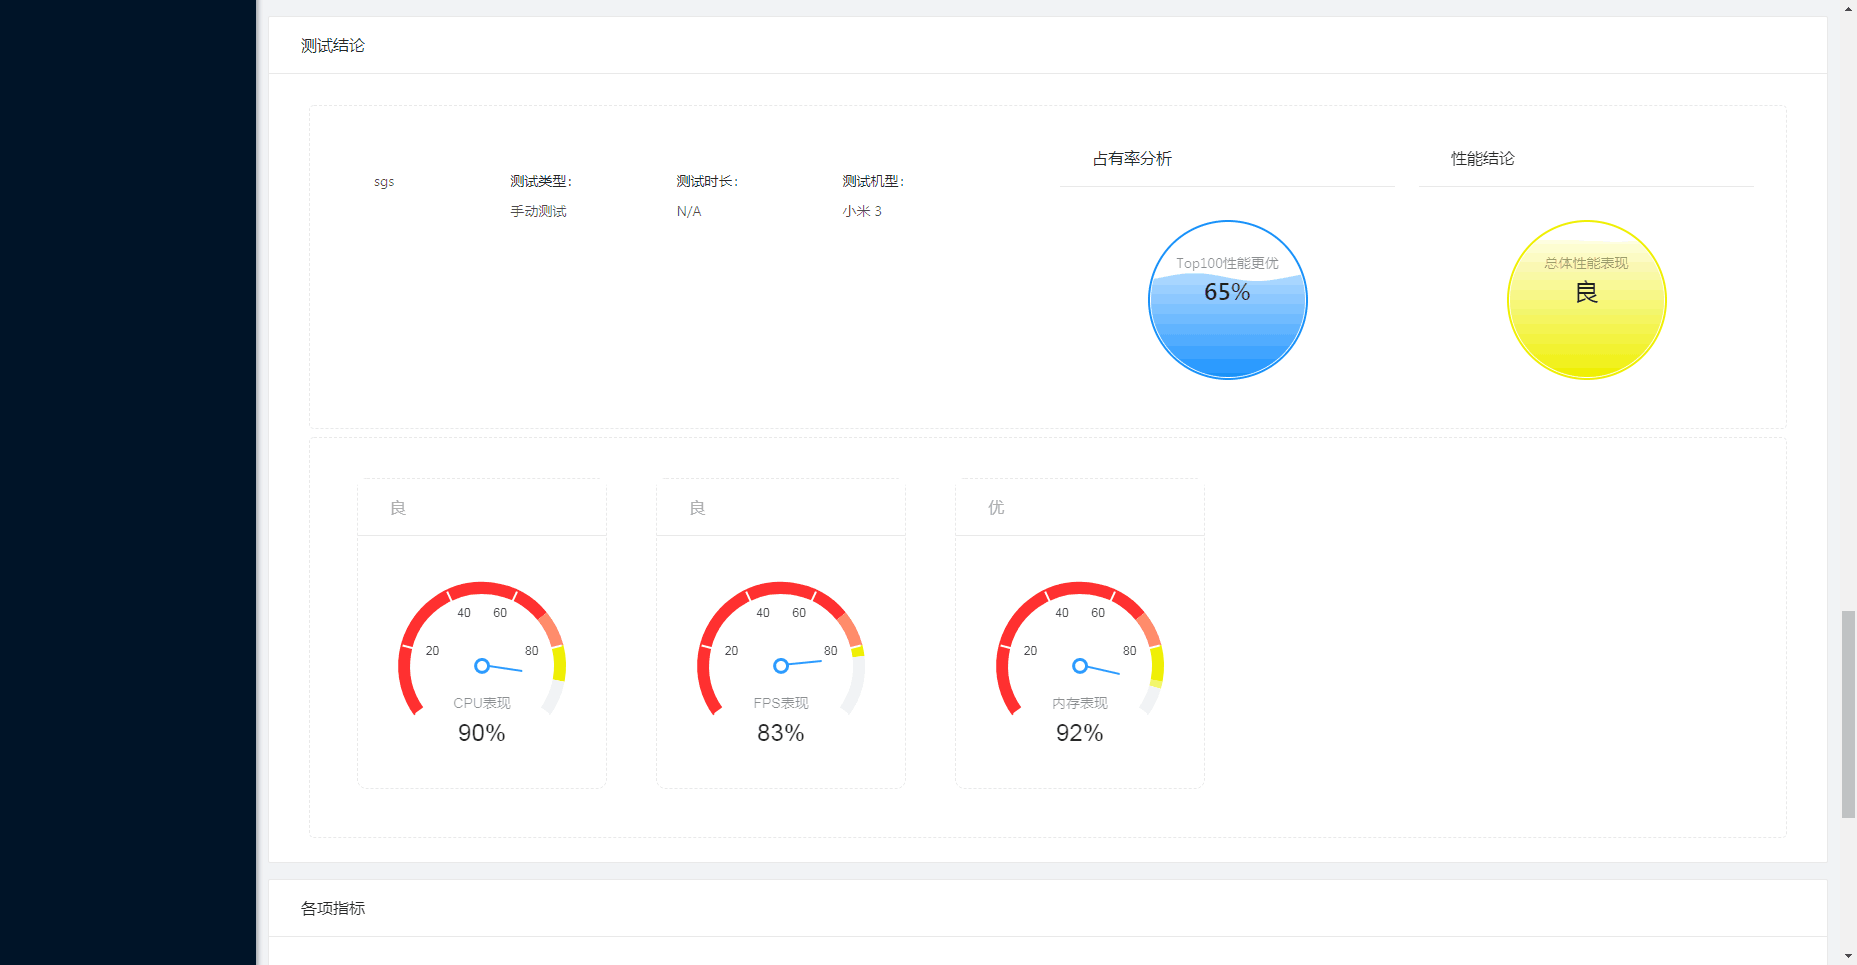 测试结论
sgs
测试类型:
手动测试
测试时长:
N/A
测试机型:
小米 3
占有率分析
Top100性能更优
65%
性能结论
总体性能表现
良
良
20
40
60
80
CPU表现
90%
良
20
40
60
80
FPS表现
83%
优
20
40
60
80
内存表现
92%
各项指标